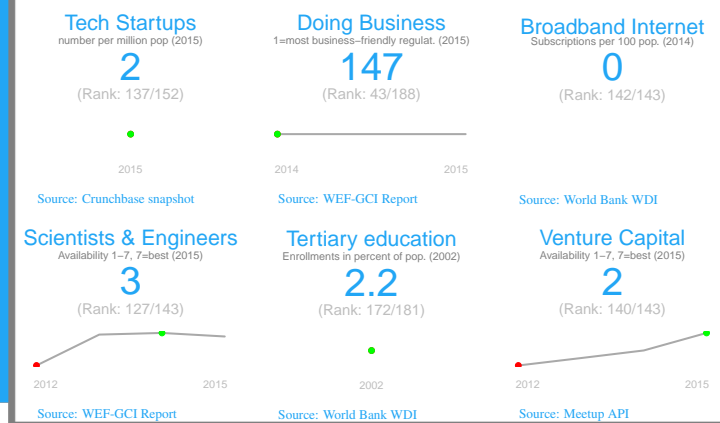 Tech Startups
number per million pop (2015)
2
(Rank: 137/152)
2015
Source: Crunchbase snapshot
Doing Business
1=most business−friendly regulat. (2015)
147
(Rank: 43/188)
2014 2015
Source: WEF-GCI Report
Broadband Internet
Subscriptions per 100 pop. (2014)
0
(Rank: 142/143)
Source: World Bank WDI
Scientists & Engineers
Availability 1−7, 7=best (2015)
3
(Rank: 127/143)
2012 2015
Source: WEF-GCI Report
Tertiary education
Enrollments in percent of pop. (2002)
2.2
(Rank: 172/181)
2002
Source: World Bank WDI
Venture Capital
Availability 1−7, 7=best (2015)
2
(Rank: 140/143)
2012 2015
Source: Meetup API